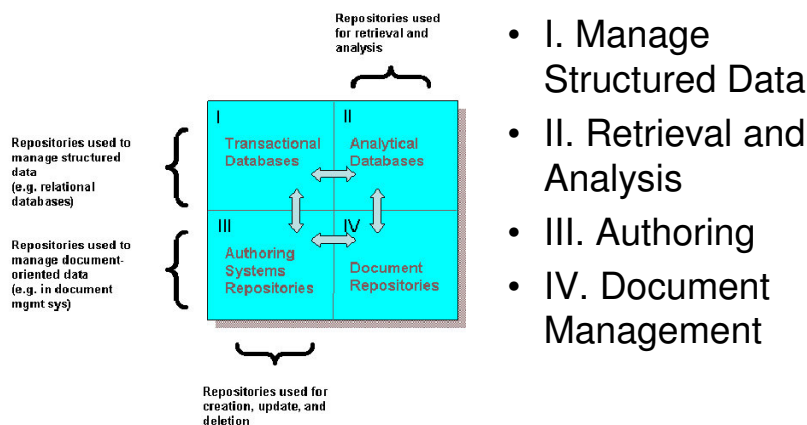 Repositories used
for retrieval and
analysis
I
II
Transactional
Databases
Analytical
Databases
Repositories used to
manage structured
data
(e.g. relational
databases)
III
IV
Authoring
Systems
Repositories
Document
Repositories
Repositories used to
manage document-
oriented data
(e.g. in document
mgmt sys)
Repositories used for
creation, update, and
deletion
• I. Manage
Structured Data
• II. Retrieval and
Analysis
• III. Authoring
• IV. Document
Management